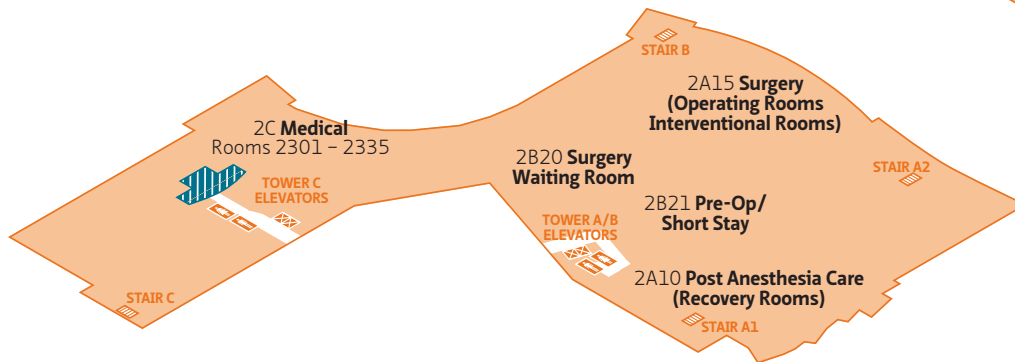 STAIR B
2A15 Surgery
(Operating Rooms
Interventional Rooms)
2C Medical
Rooms 2301 – 2335
2B20 Surgery
Waiting Room
STAIR A2
TOWER C
ELEVATORS
2B21 Pre-Op/
Short Stay
TOWER A/B
ELEVATORS
2A10 Post Anesthesia Care
(Recovery Rooms)
STAIR C
STAIR A1